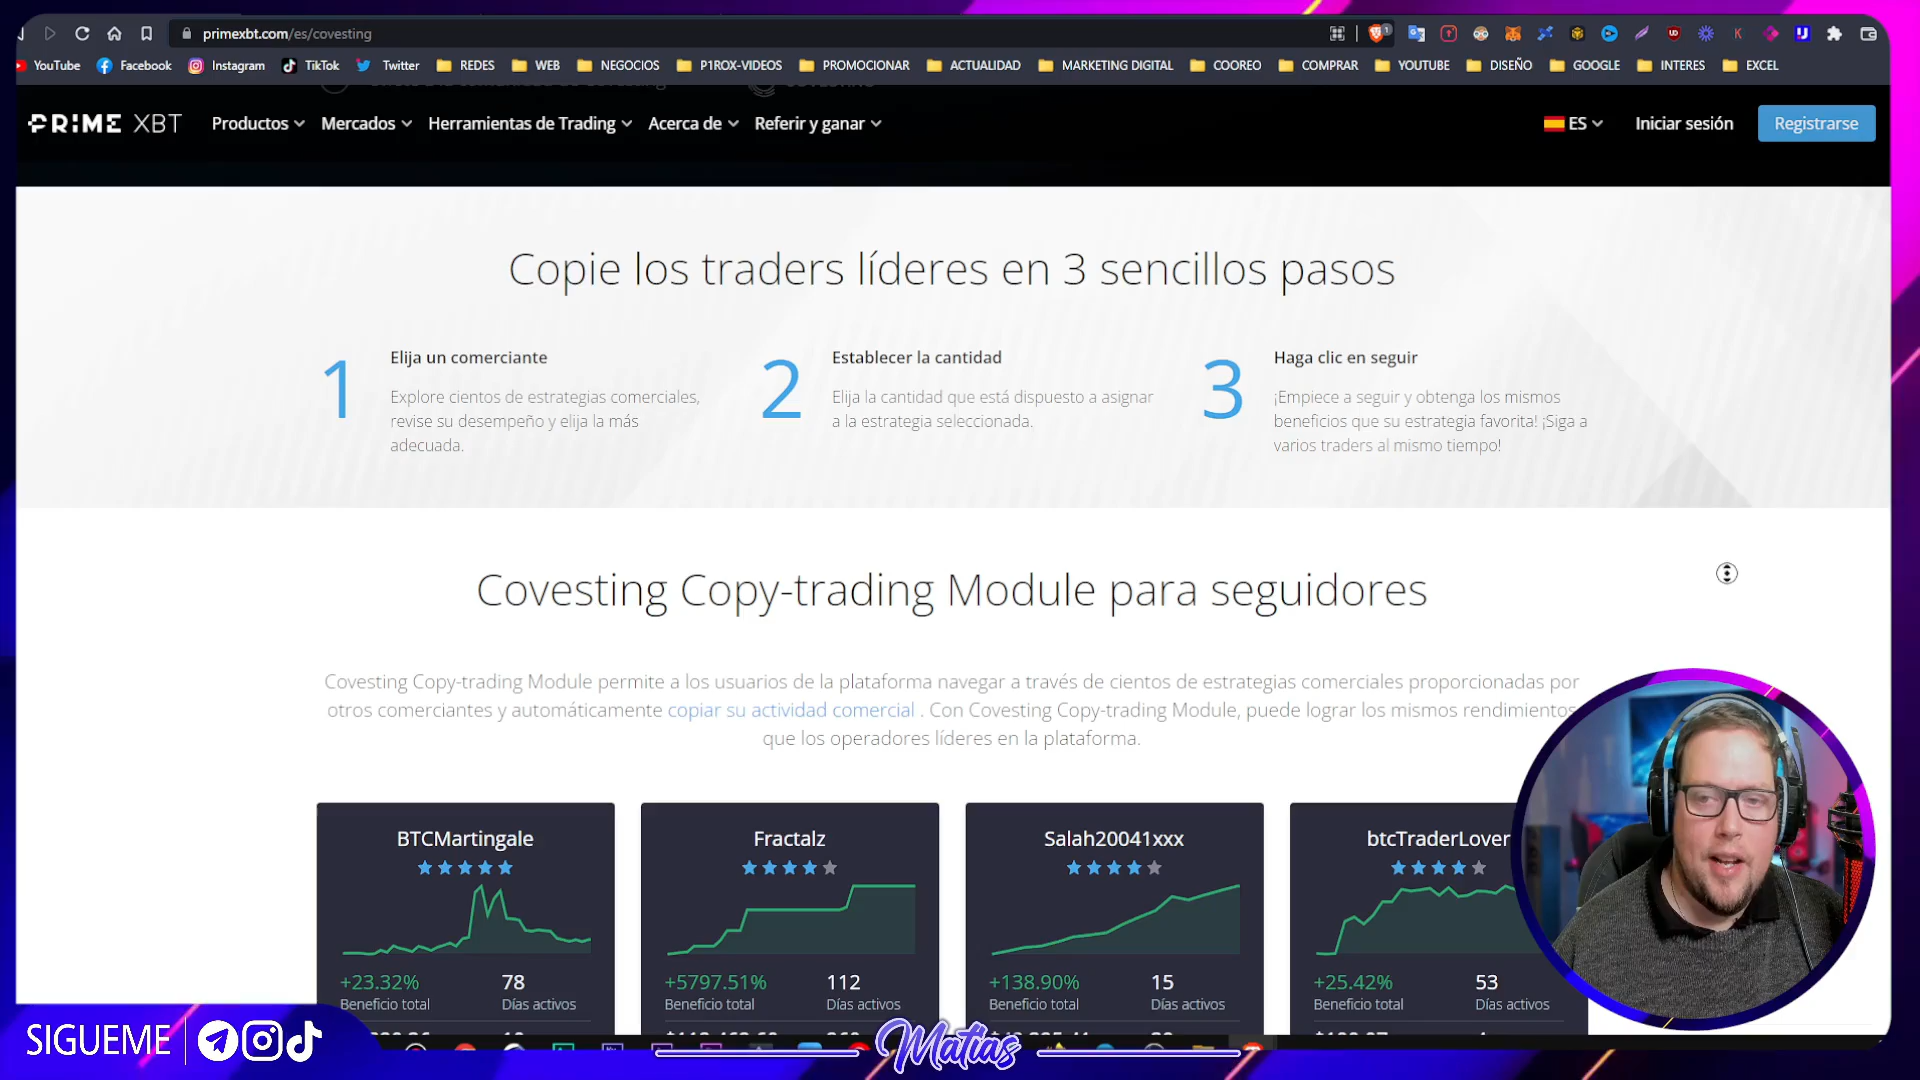 primexbt.com/es/covesting
YouTube Facebook Instagram TikTok Twitter REDES WEB NEGOCIOS P1ROX-VIDEOS PROMOCIONAR ACTUALIDAD MARKETING DIGITAL COOREO COMPRAR YOUTUBE DISEÑO GOOGLE INTERES EXCEL
PRIME XBT Productos Mercados Herramientas de Trading Acerca de Referir y ganar ES Iniciar sesión Registrarse
Copie los traders líderes en 3 sencillos pasos
1
Elija un comerciante
Explore cientos de estrategias comerciales,
revise su desempeño y elija la más
adecuada.
2
Establecer la cantidad
Elija la cantidad que está dispuesto a asignar
a la estrategia seleccionada.
3
Haga clic en seguir
¡Empiece a seguir y obtenga los mismos
beneficios que su estrategia favorita! ¡Siga a
varios traders al mismo tiempo!
Covesting Copy-trading Module para seguidores
Covesting Copy-trading Module permite a los usuarios de la plataforma navegar a través de cientos de estrategias comerciales proporcionadas por
otros comerciantes y automáticamente copiar su actividad comercial . Con Covesting Copy-trading Module, puede lograr los mismos rendimientos
que los operadores líderes en la plataforma.
BTCMartingale
+23.32% 78
Beneficio total Días activos
Fractalz
+5797.51% 112
Beneficio total Días activos
Salah20041xxx
+138.90% 15
Beneficio total Días activos
btcTraderLover
+25.42% 53
Beneficio total Días activos
SIGUEME
Matias